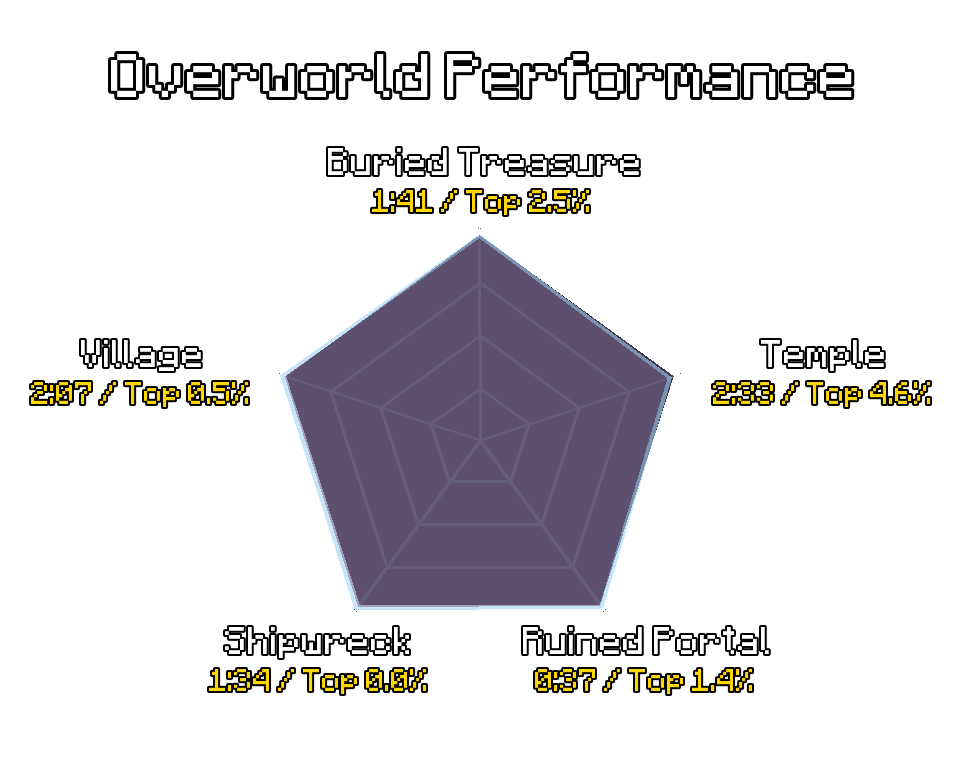 Overworld Performance
Buried Treasure
1:41 / Top 2.5%
Village
2:07 / Top 0.5%
Temple
2:33 / Top 4.6%
Shipwreck
1:34 / Top 0.0%
Ruined Portal
0:37 / Top 1.4%